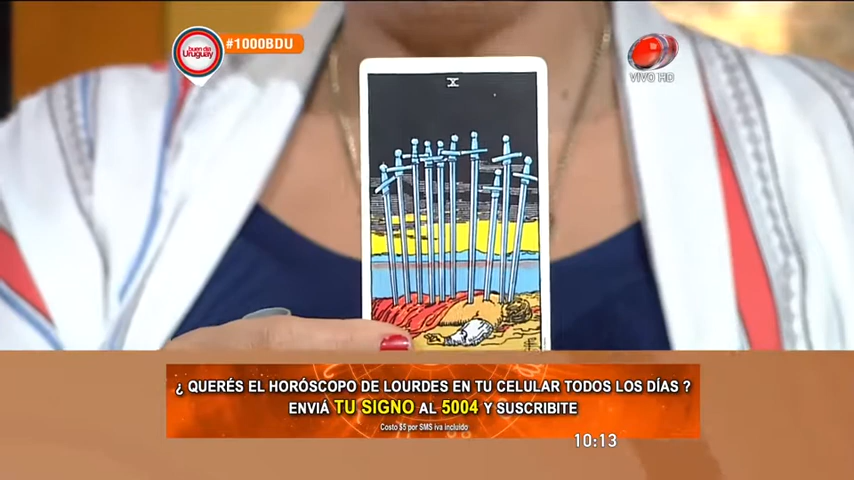 buen día
Uruguay
#1000BDU
VIVO HD
X
¿ QUERÉS EL HORÓSCOPO DE LOURDES EN TU CELULAR TODOS LOS DÍAS ?
ENVIÁ TU SIGNO AL 5004 Y SUSCRIBITE
Costo $5 por SMS iva incluido
10:13